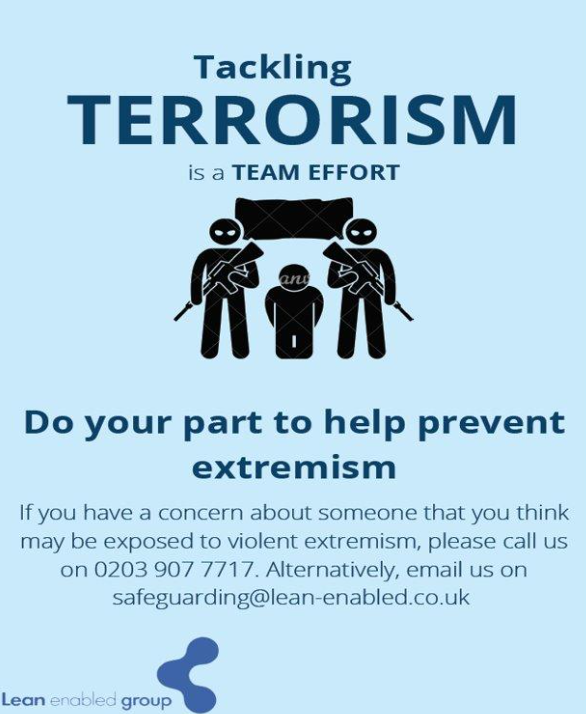 Tackling
TERRORISM
is a TEAM EFFORT
Do your part to help prevent
extremism
If you have a concern about someone that you think
may be exposed to violent extremism, please call us
on 0203 907 7717. Alternatively, email us on
safeguarding@lean-enabled.co.uk
Lean enabled group